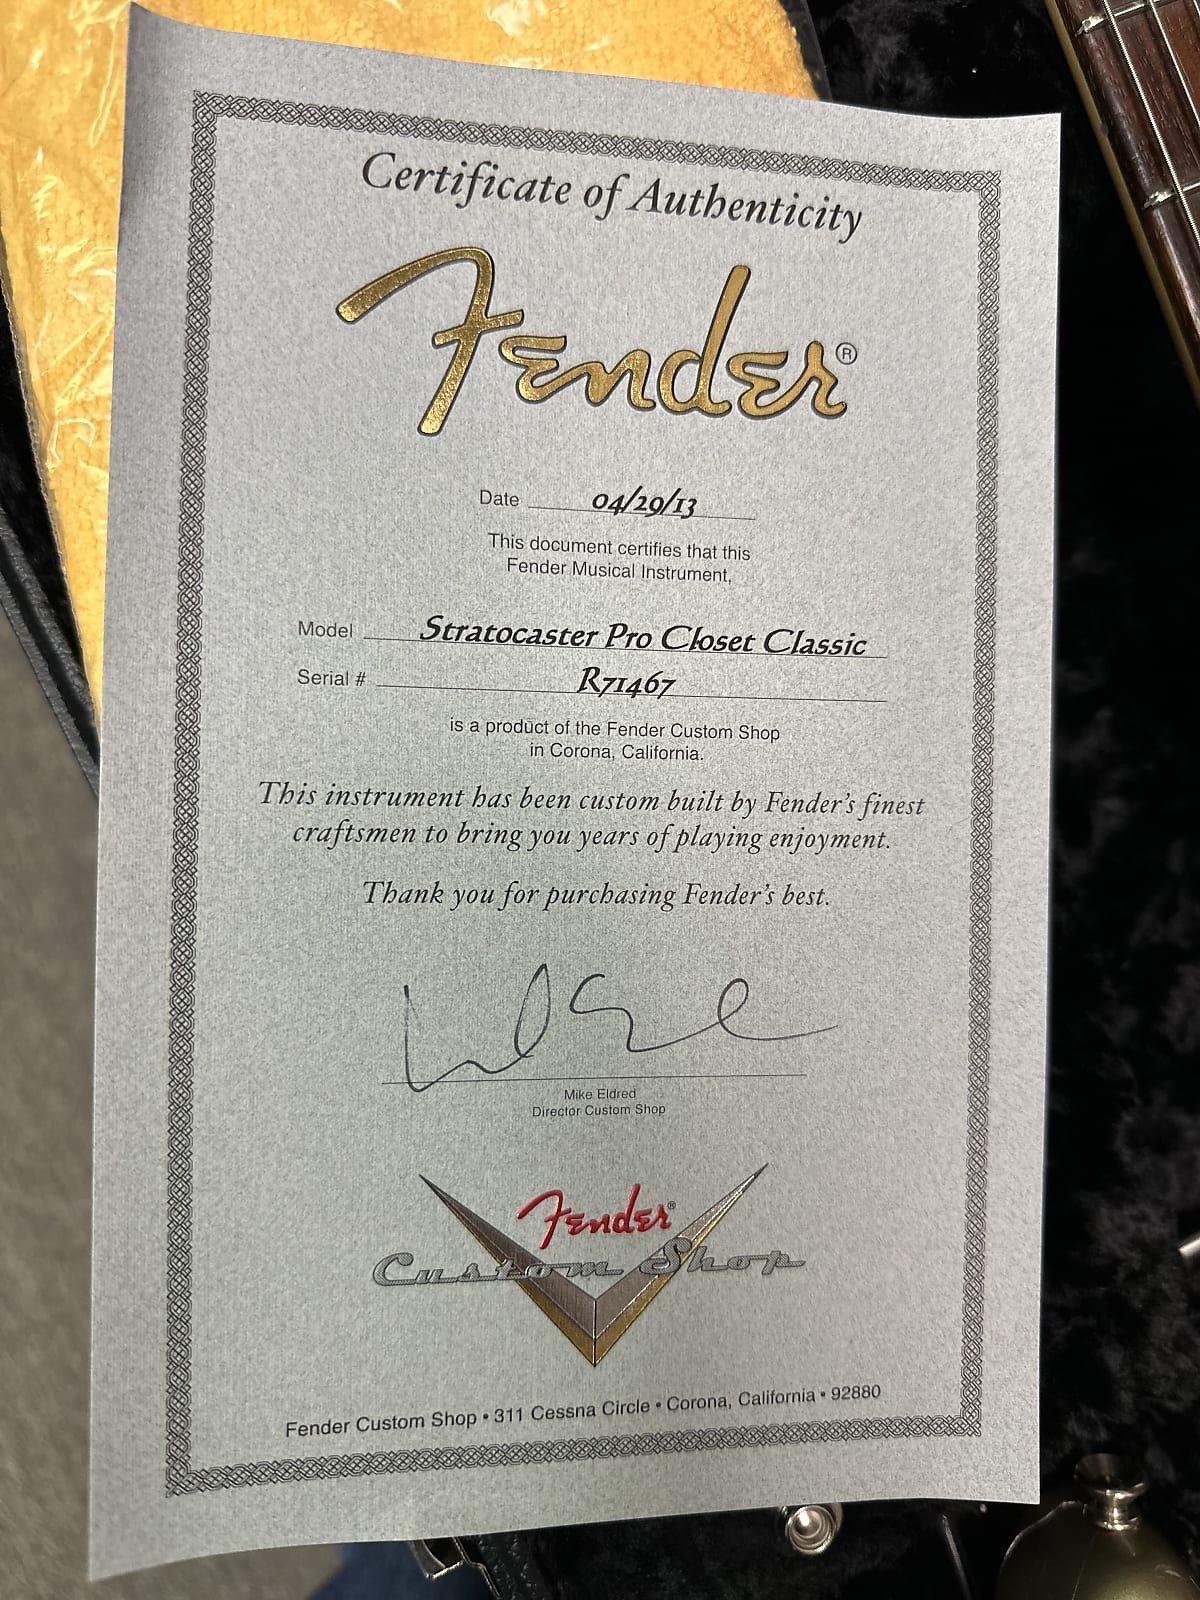 Certificate of Authenticity
Fender®
Date 04/29/13
This document certifies that this
Fender Musical Instrument,
Model Stratocaster Pro Closet Classic
Serial # R71467
is a product of the Fender Custom Shop
in Corona, California.
This instrument has been custom built by Fender's finest
craftsmen to bring you years of playing enjoyment.
Thank you for purchasing Fender's best.
Mike Eldred
Director Custom Shop
Fender®
Custom Shop
Fender Custom Shop • 311 Cessna Circle • Corona, California • 92880